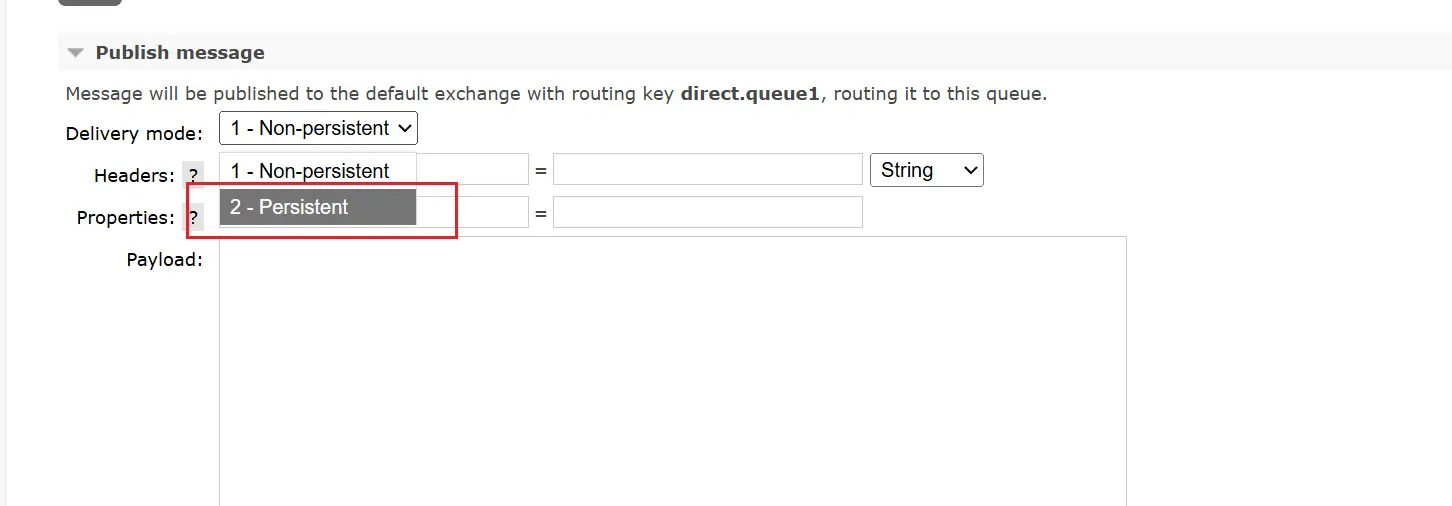 Publish message
Message will be published to the default exchange with routing key direct.queue1, routing it to this queue.
Delivery mode: 1 - Non-persistent
Headers: ? 1 - Non-persistent = String
Properties: ? 2 - Persistent =
Payload: